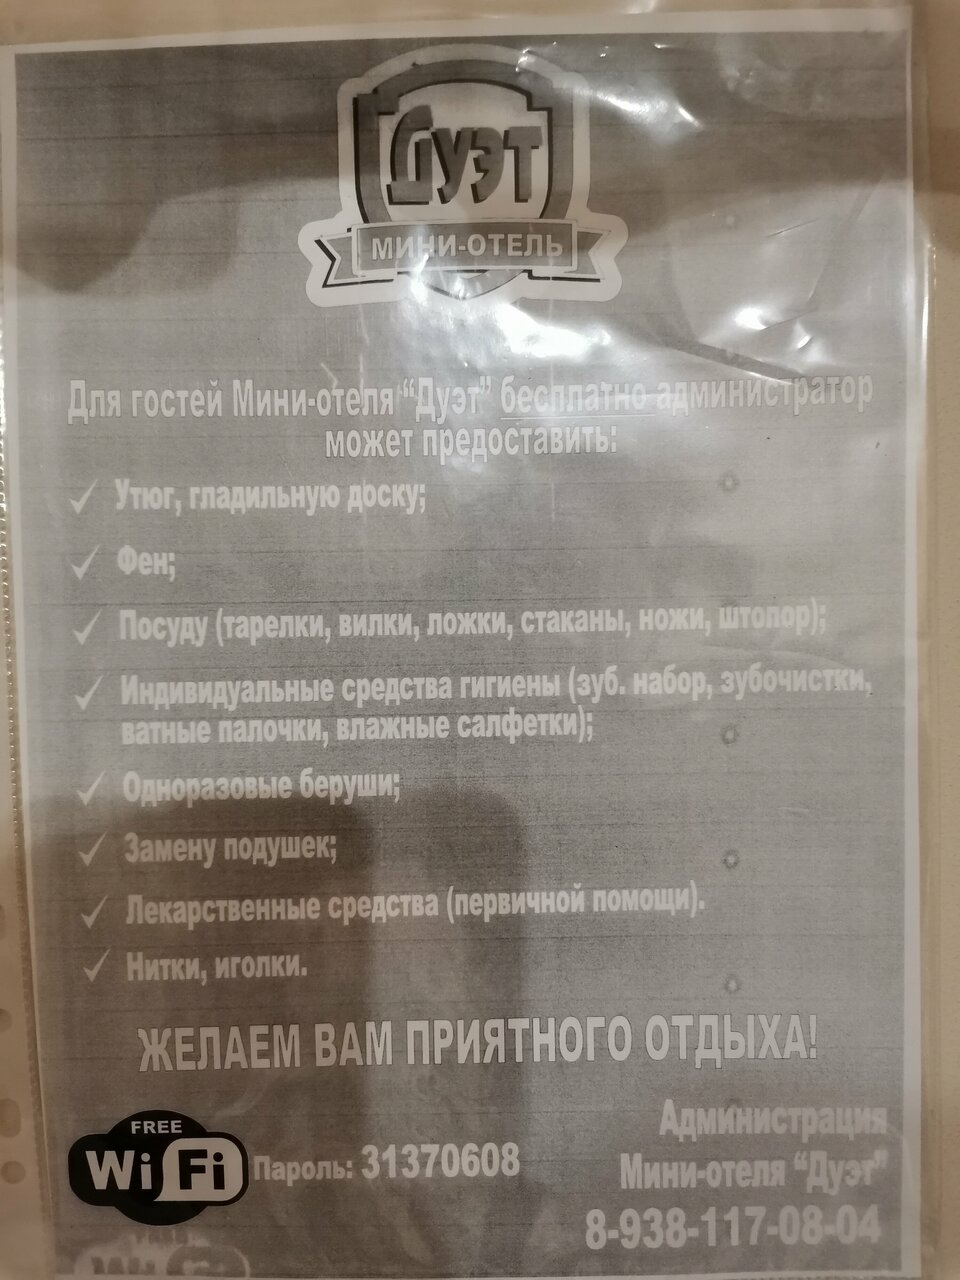 Дуэт
МИНИ-ОТЕЛЬ
Для гостей Мини-отеля “Дуэт” бесплатно администратор
может предоставить:
✓ Утюг, гладильную доску;
✓ Фен;
✓ Посуду (тарелки, вилки, ложки, стаканы, ножи, штопор);
✓ Индивидуальные средства гигиены (зуб. набор, зубочистки,
ватные палочки, влажные салфетки);
✓ Одноразовые беруши;
✓ Замену подушек;
✓ Лекарственные средства (первичной помощи).
✓ Нитки, иголки.
ЖЕЛАЕМ ВАМ ПРИЯТНОГО ОТДЫХА!
FREE
WiFi Пароль: 31370608
Администрация
Мини-отеля “Дуэт”
8-938-117-08-04